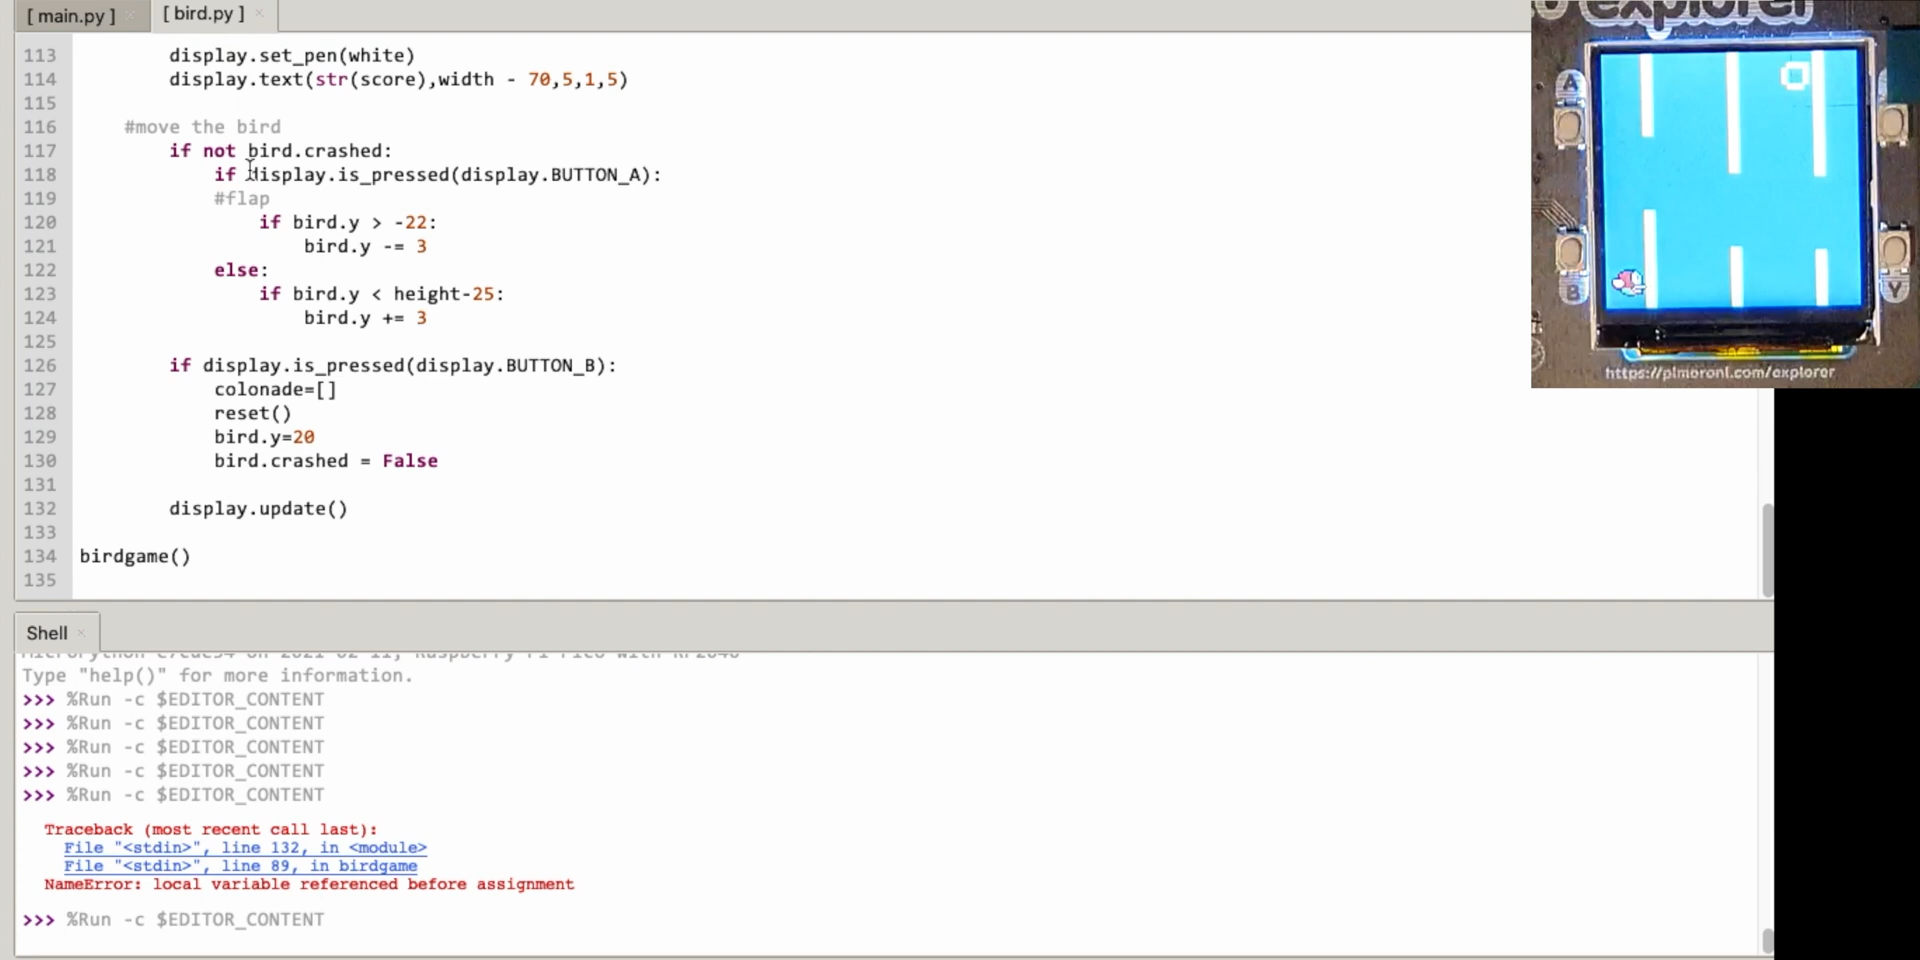 [ main.py ]
[ bird.py ]
113 display.set_pen(white)
114 display.text(str(score),width - 70,5,1,5)
115
116 #move the bird
117 if not bird.crashed:
118 if display.is_pressed(display.BUTTON_A):
119 #flap
120 if bird.y > -22:
121 bird.y -= 3
122 else:
123 if bird.y < height-25:
124 bird.y += 3
125
126 if display.is_pressed(display.BUTTON_B):
127 colonade=[]
128 reset()
129 bird.y=20
130 bird.crashed = False
131
132 display.update()
133
134 birdgame()
135
explorer
A
B
Y
https://pimoroni.com/explorer
Shell
Type "help()" for more information.
>>> %Run -c $EDITOR_CONTENT
>>> %Run -c $EDITOR_CONTENT
>>> %Run -c $EDITOR_CONTENT
>>> %Run -c $EDITOR_CONTENT
>>> %Run -c $EDITOR_CONTENT
Traceback (most recent call last):
File "<stdin>", line 132, in <module>
File "<stdin>", line 89, in birdgame
NameError: local variable referenced before assignment
>>> %Run -c $EDITOR_CONTENT